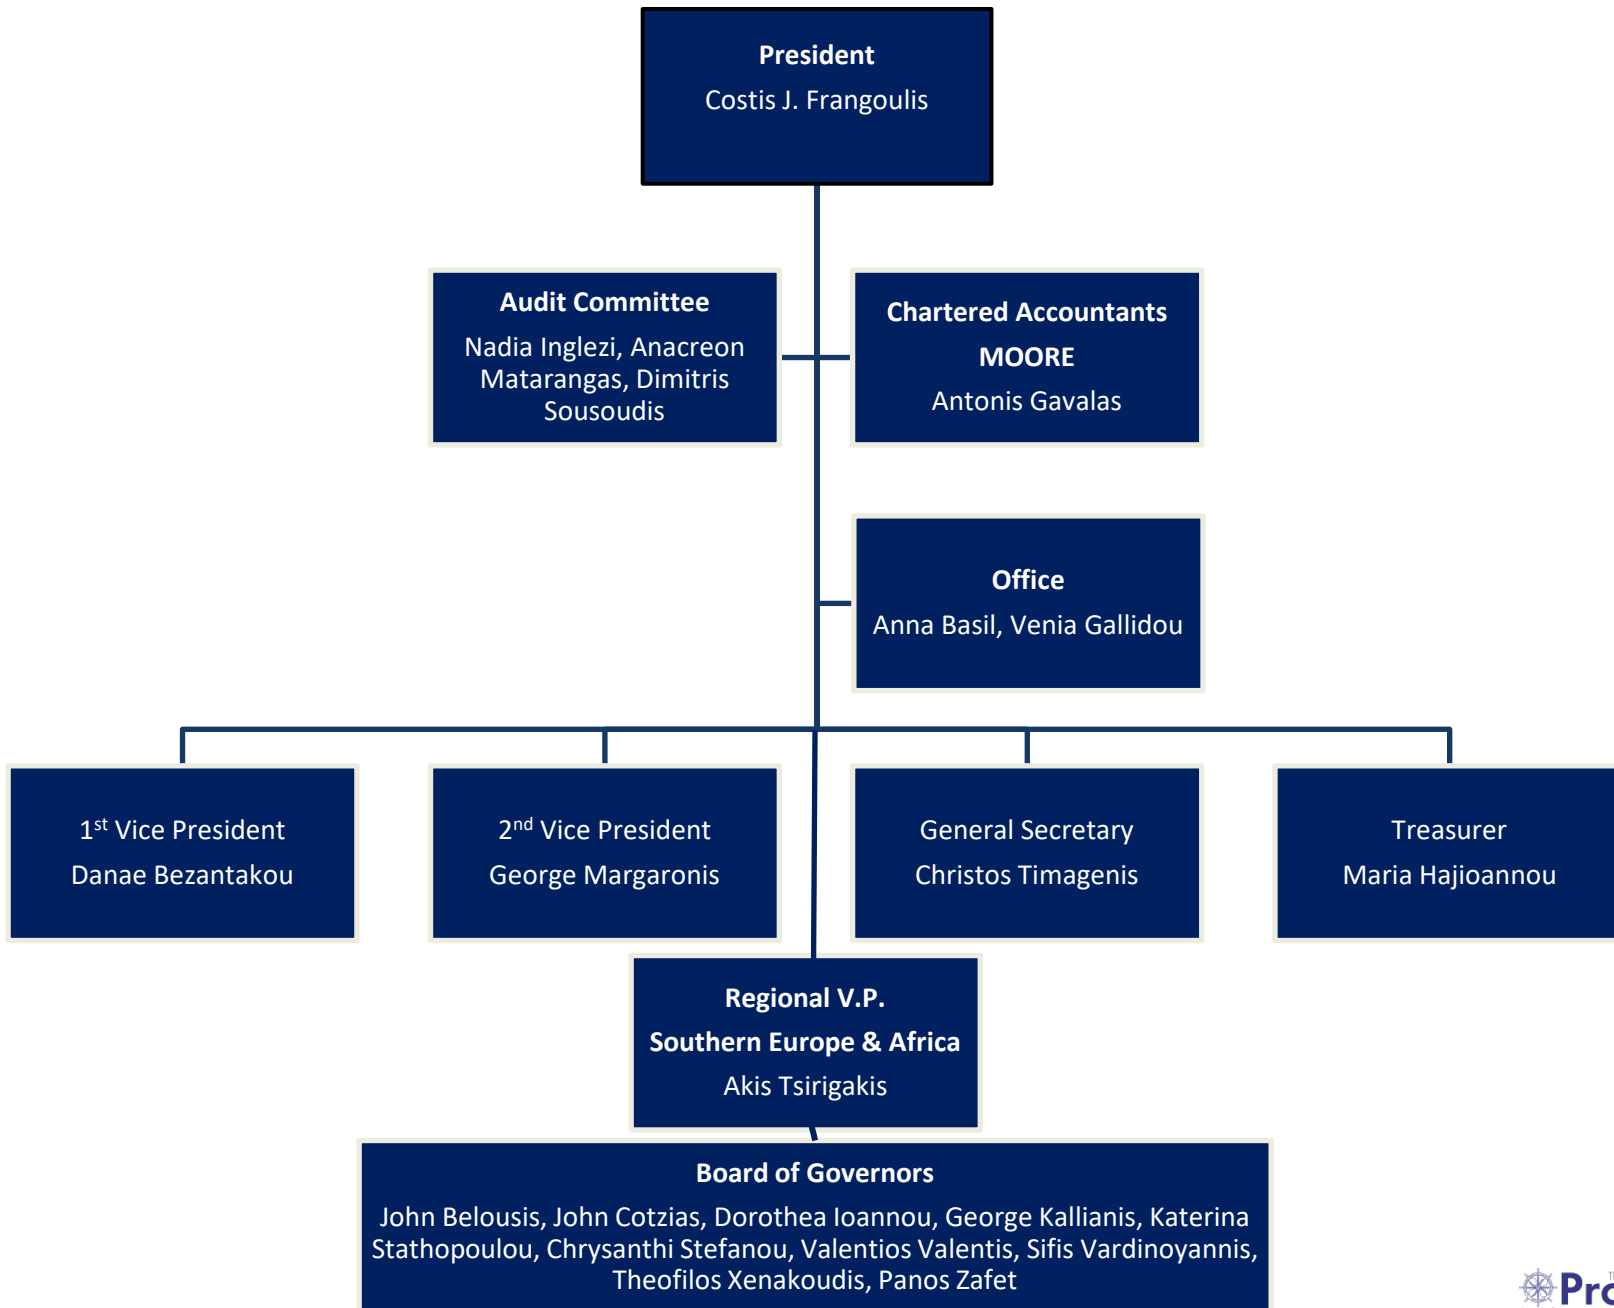 President
Costis J. Frangoulis
Audit Committee
Nadia Inglezi, Anacreon
Matarangas, Dimitris
Sousoudis
Chartered Accountants
MOORE
Antonis Gavalas
Office
Anna Basil, Venia Gallidou
1st Vice President
Danae Bezantakou
2nd Vice President
George Margaronis
General Secretary
Christos Timagenis
Treasurer
Maria Hajioannou
Regional V.P.
Southern Europe & Africa
Akis Tsirigakis
Board of Governors
John Belousis, John Cotzias, Dorothea Ioannou, George Kallianis, Katerina
Stathopoulou, Chrysanthi Stefanou, Valentios Valentis, Sifis Vardinoyannis,
Theofilos Xenakoudis, Panos Zafet